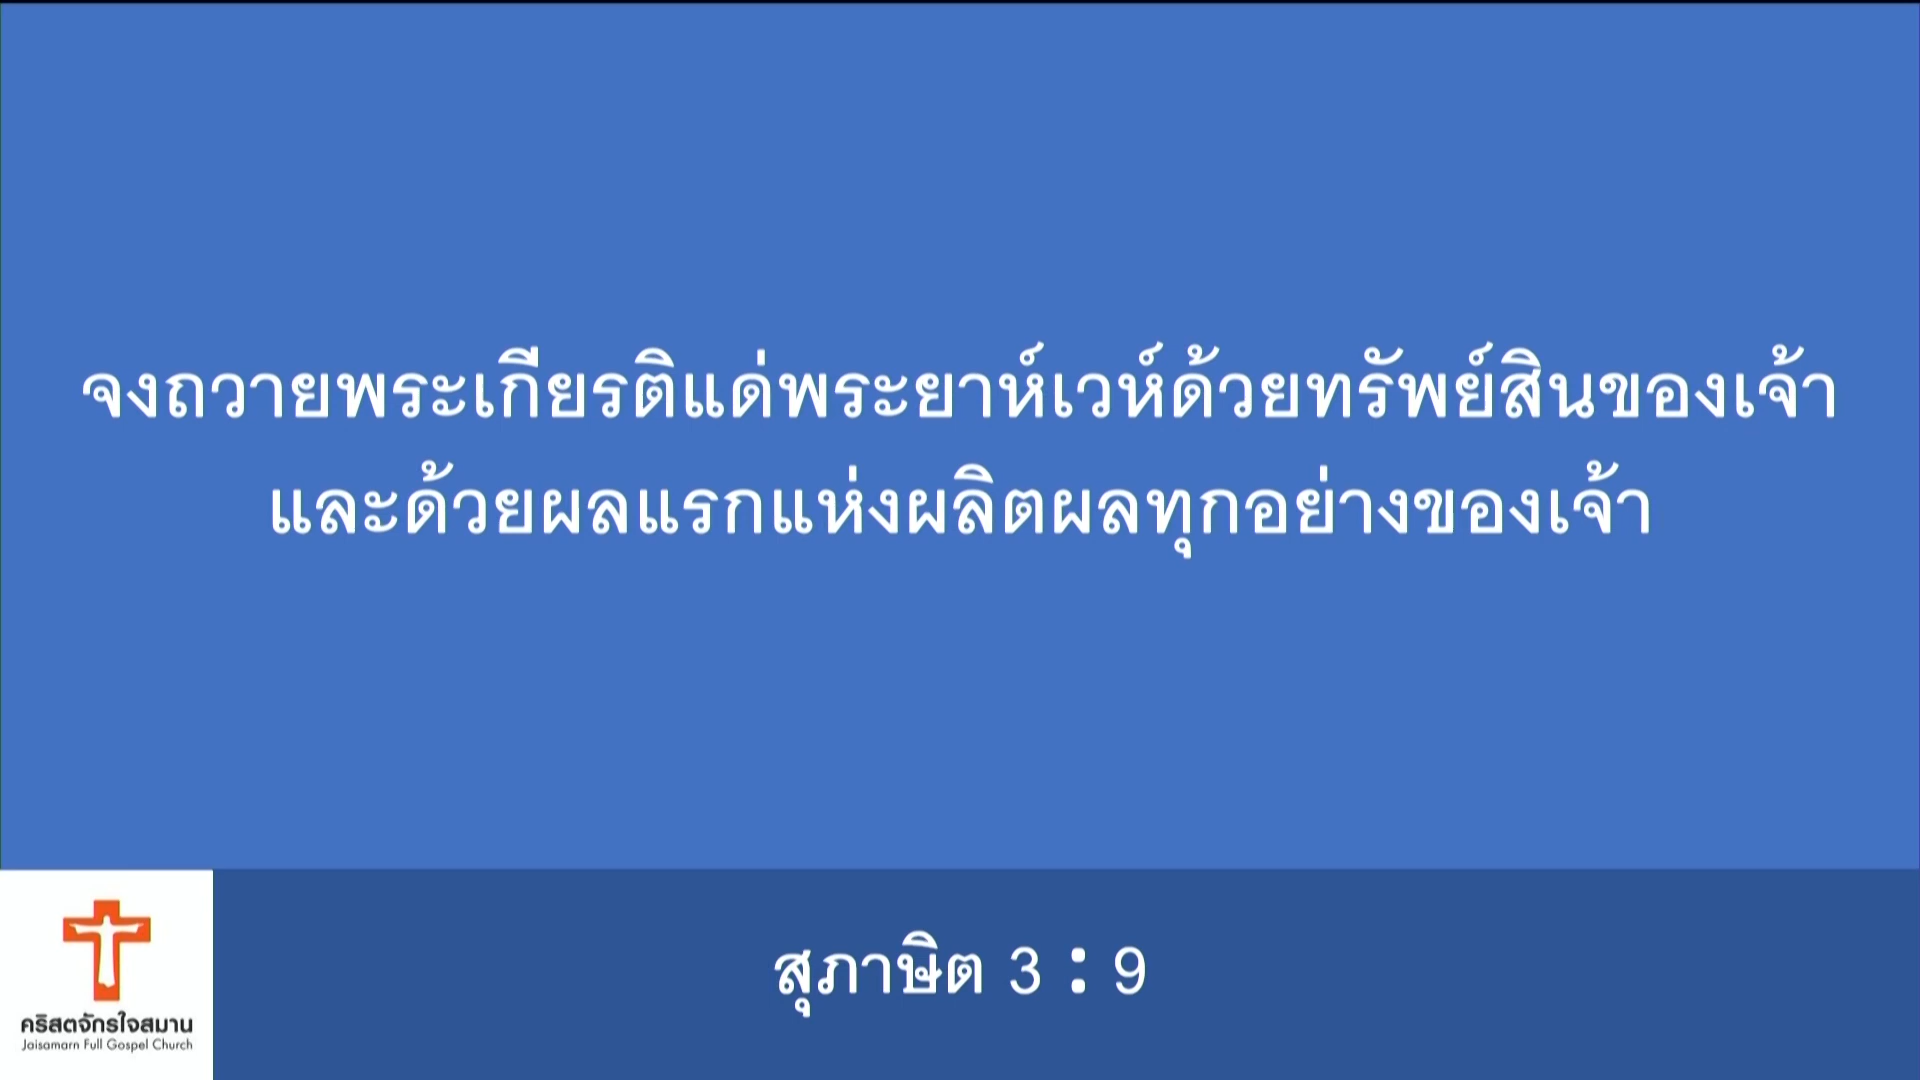 จงถวายพระเกียรติแด่พระยาห์เวห์ด้วยทรัพย์สินของเจ้า
และด้วยผลแรกแห่งผลิตผลทุกอย่างของเจ้า
สุภาษิต 3 : 9
คริสตจักรใจสมาน
Jaisamarn Full Gospel Church